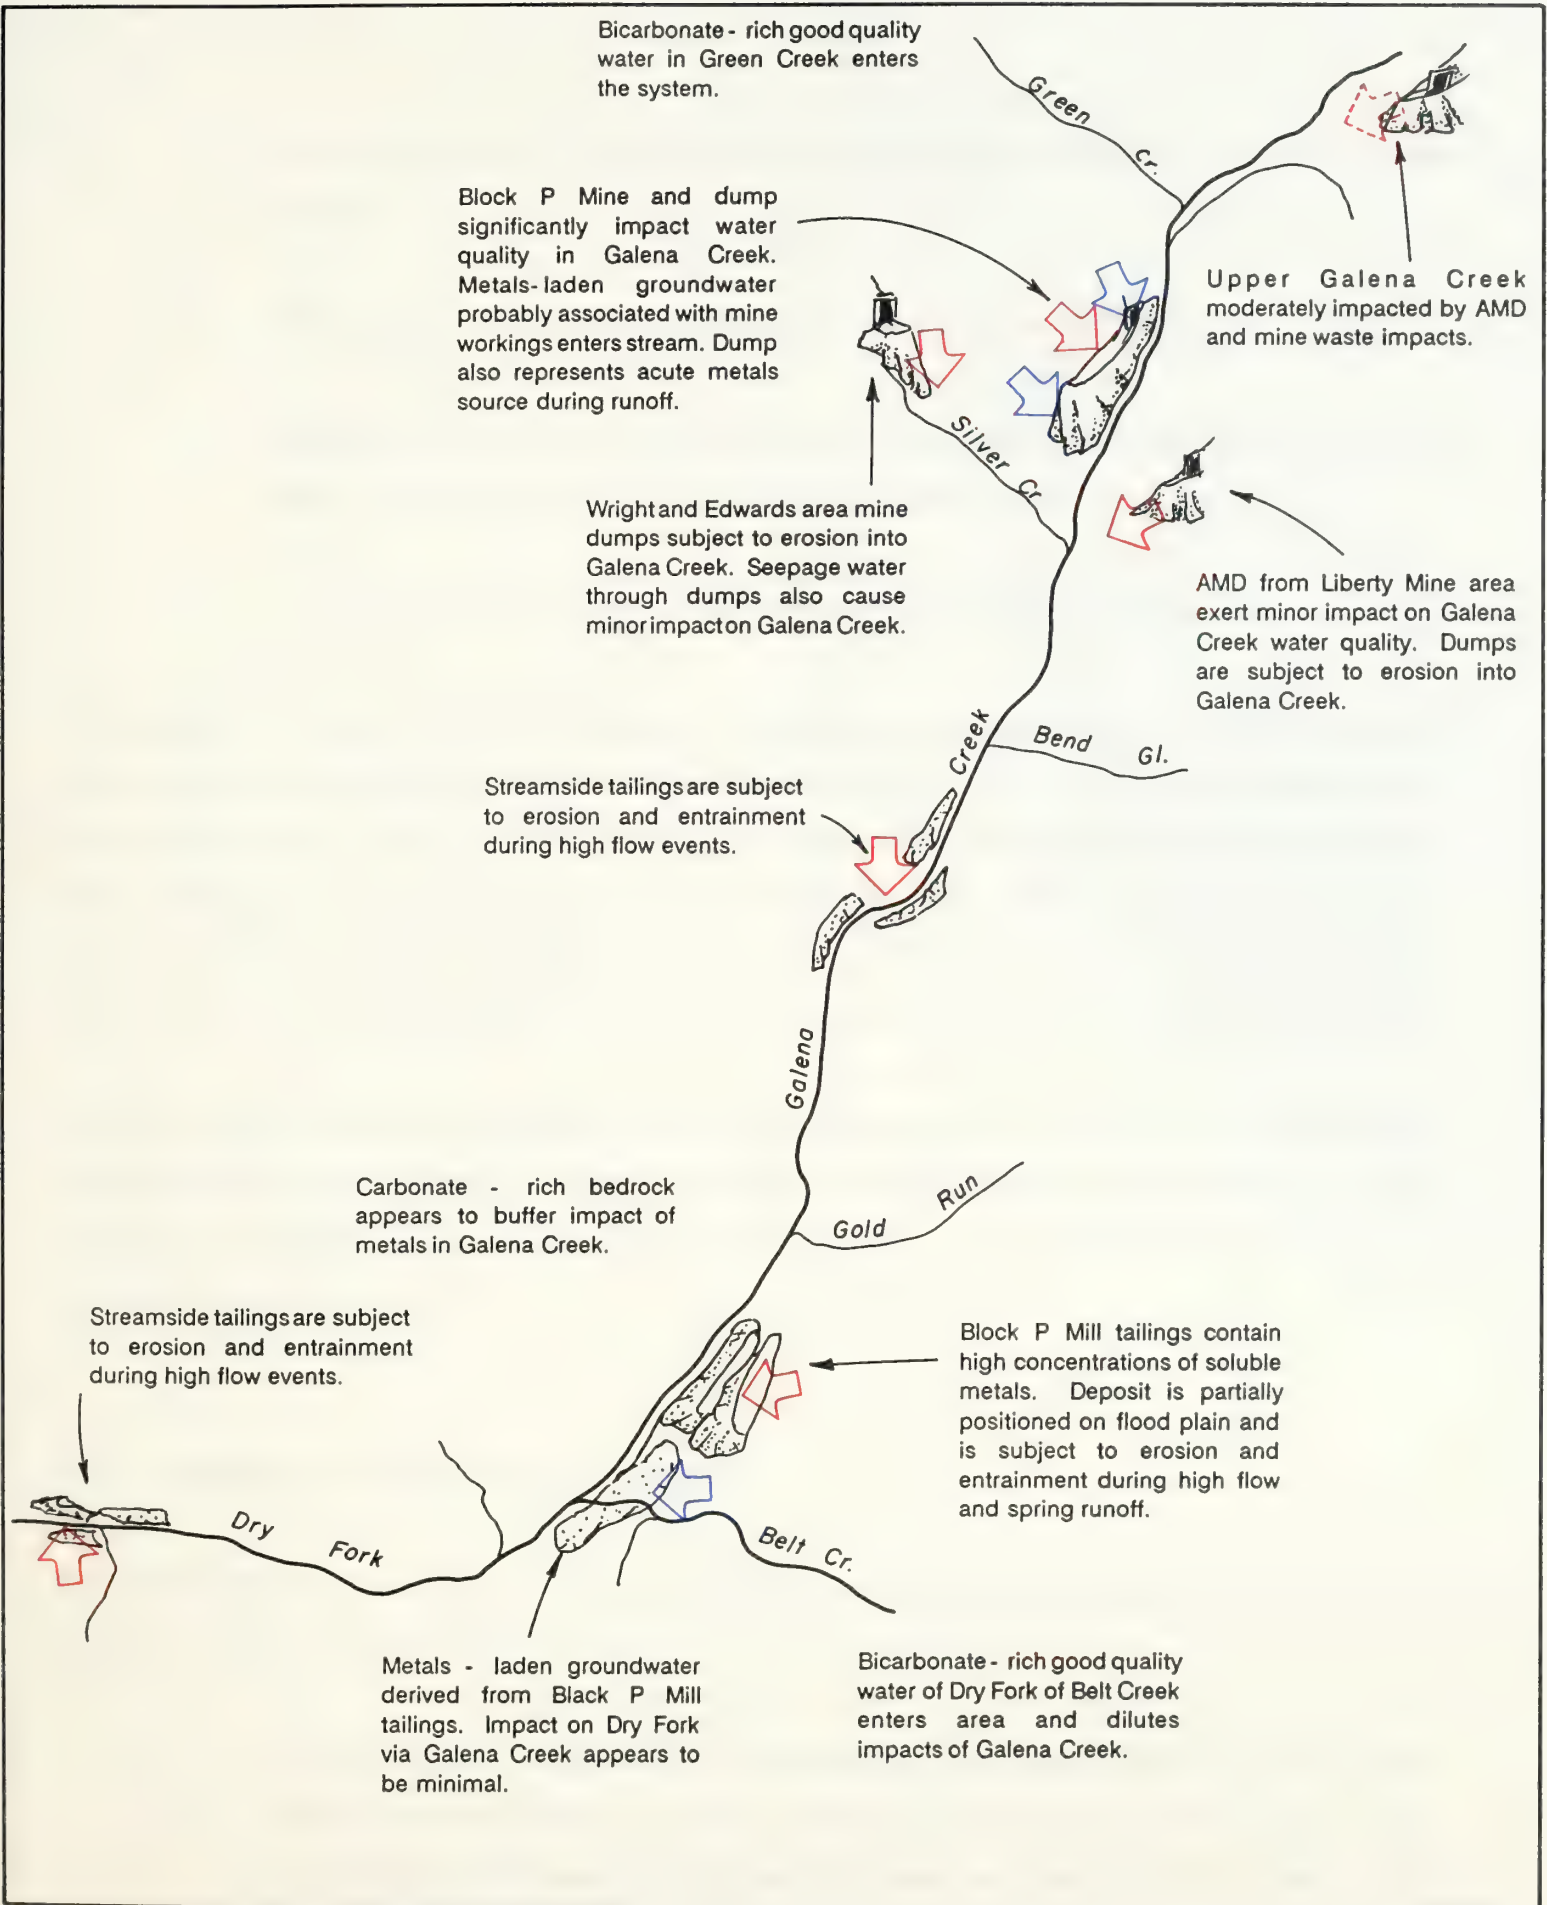 Bicarbonate - rich good quality
water in Green Creek enters
the system.
Green
Cr.
Block P Mine and dump
significantly impact water
quality in Galena Creek.
Metals- laden groundwater
probably associated with mine
workings enters stream. Dump
also represents acute metals
source during runoff.
Upper Galena Creek
moderately impacted by AMD
and mine waste impacts.
Silver Cr
Wright and Edwards area mine
dumps subject to erosion into
Galena Creek. Seepage water
through dumps also cause
minor impact on Galena Creek.
AMD from Liberty Mine area
exert minor impact on Galena
Creek water quality. Dumps
are subject to erosion into
Galena Creek.
Creek
Bend Gl.
Streamside tailings are subject
to erosion and entrainment
during high flow events.
Galena
Carbonate - rich bedrock
appears to buffer impact of
metals in Galena Creek.
Gold Run
Streamside tailings are subject
to erosion and entrainment
during high flow events.
Block P Mill tailings contain
high concentrations of soluble
metals. Deposit is partially
positioned on flood plain and
is subject to erosion and
entrainment during high flow
and spring runoff.
Dry Fork
Belt Cr.
Metals - laden groundwater
derived from Black P Mill
tailings. Impact on Dry Fork
via Galena Creek appears to
be minimal.
Bicarbonate - rich good quality
water of Dry Fork of Belt Creek
enters area and dilutes
impacts of Galena Creek.